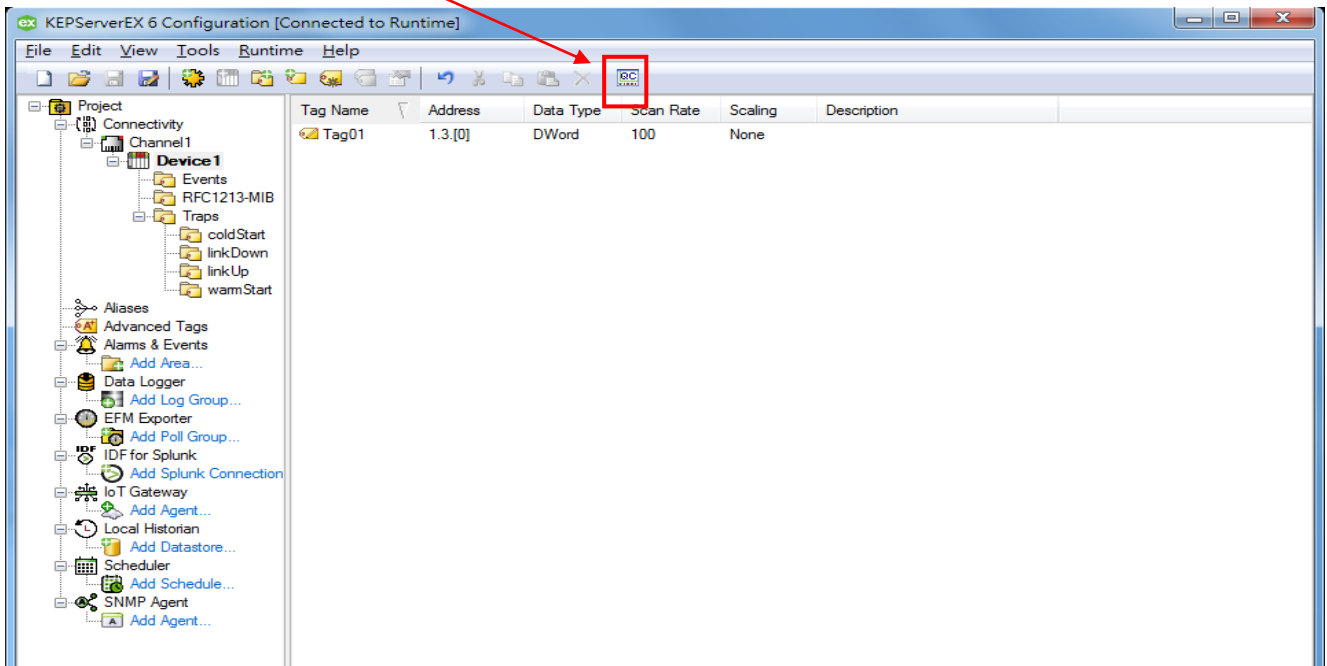 KEPServerEX 6 Configuration [Connected to Runtime]
File Edit View Tools Runtime Help
QC
Project
Connectivity
Channel1
Device1
Events
RFC1213-MIB
Traps
coldStart
linkDown
linkUp
warmStart
Aliases
Advanced Tags
Alarms & Events
Add Area...
Data Logger
Add Log Group...
EFM Exporter
Add Poll Group...
IDF for Splunk
Add Splunk Connection
IoT Gateway
Add Agent...
Local Historian
Add Datastore...
Scheduler
Add Schedule...
SNMP Agent
Add Agent...
Tag Name Address Data Type Scan Rate Scaling Description
Tag01 1.3.[0] DWord 100 None